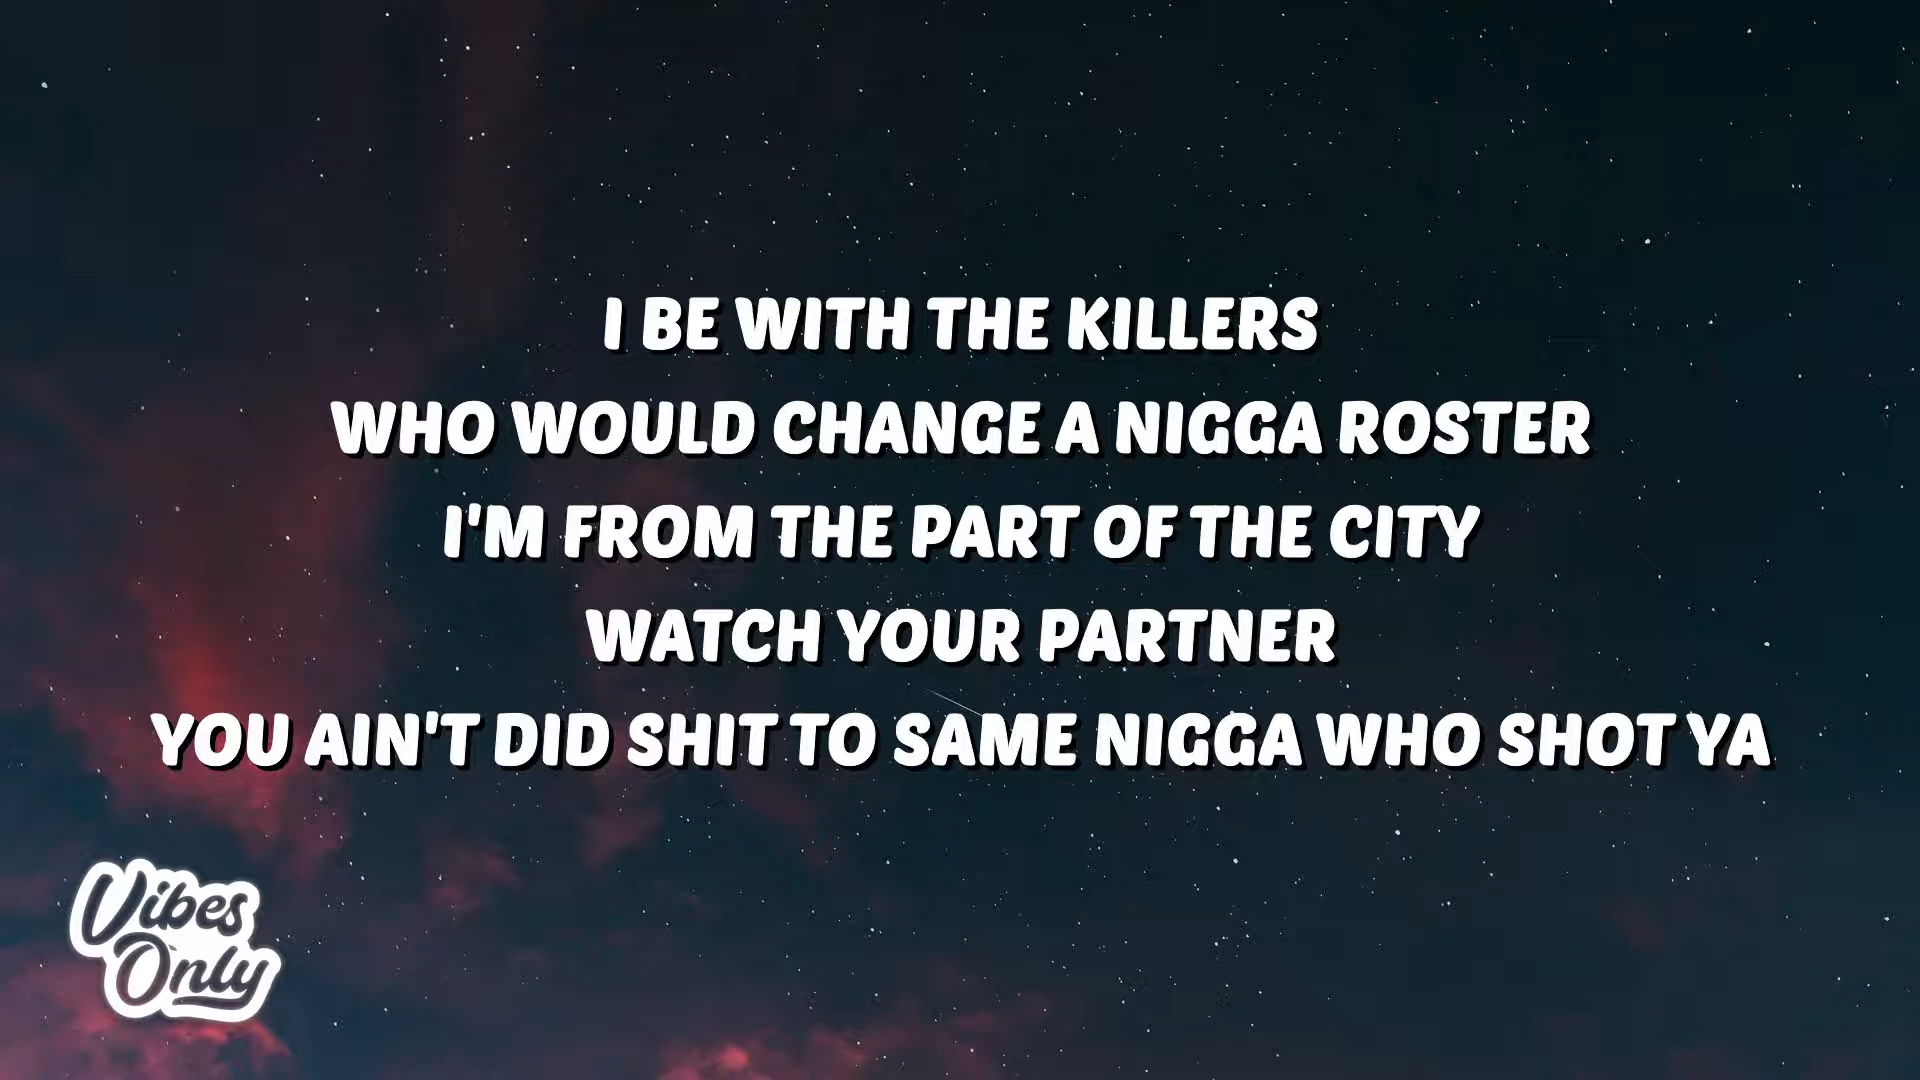 I BE WITH THE KILLERS
WHO WOULD CHANGE A NIGGA ROSTER
I'M FROM THE PART OF THE CITY
WATCH YOUR PARTNER
YOU AIN'T DID SHIT TO SAME NIGGA WHO SHOT YA
Vibes
Only